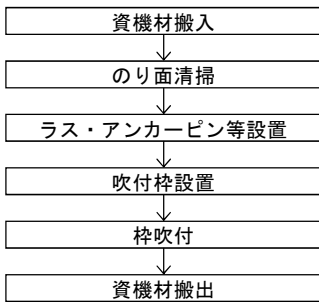 資機材搬入
のり面清掃
ラス・アンカーピン等設置
吹付枠設置
枠吹付
資機材搬出